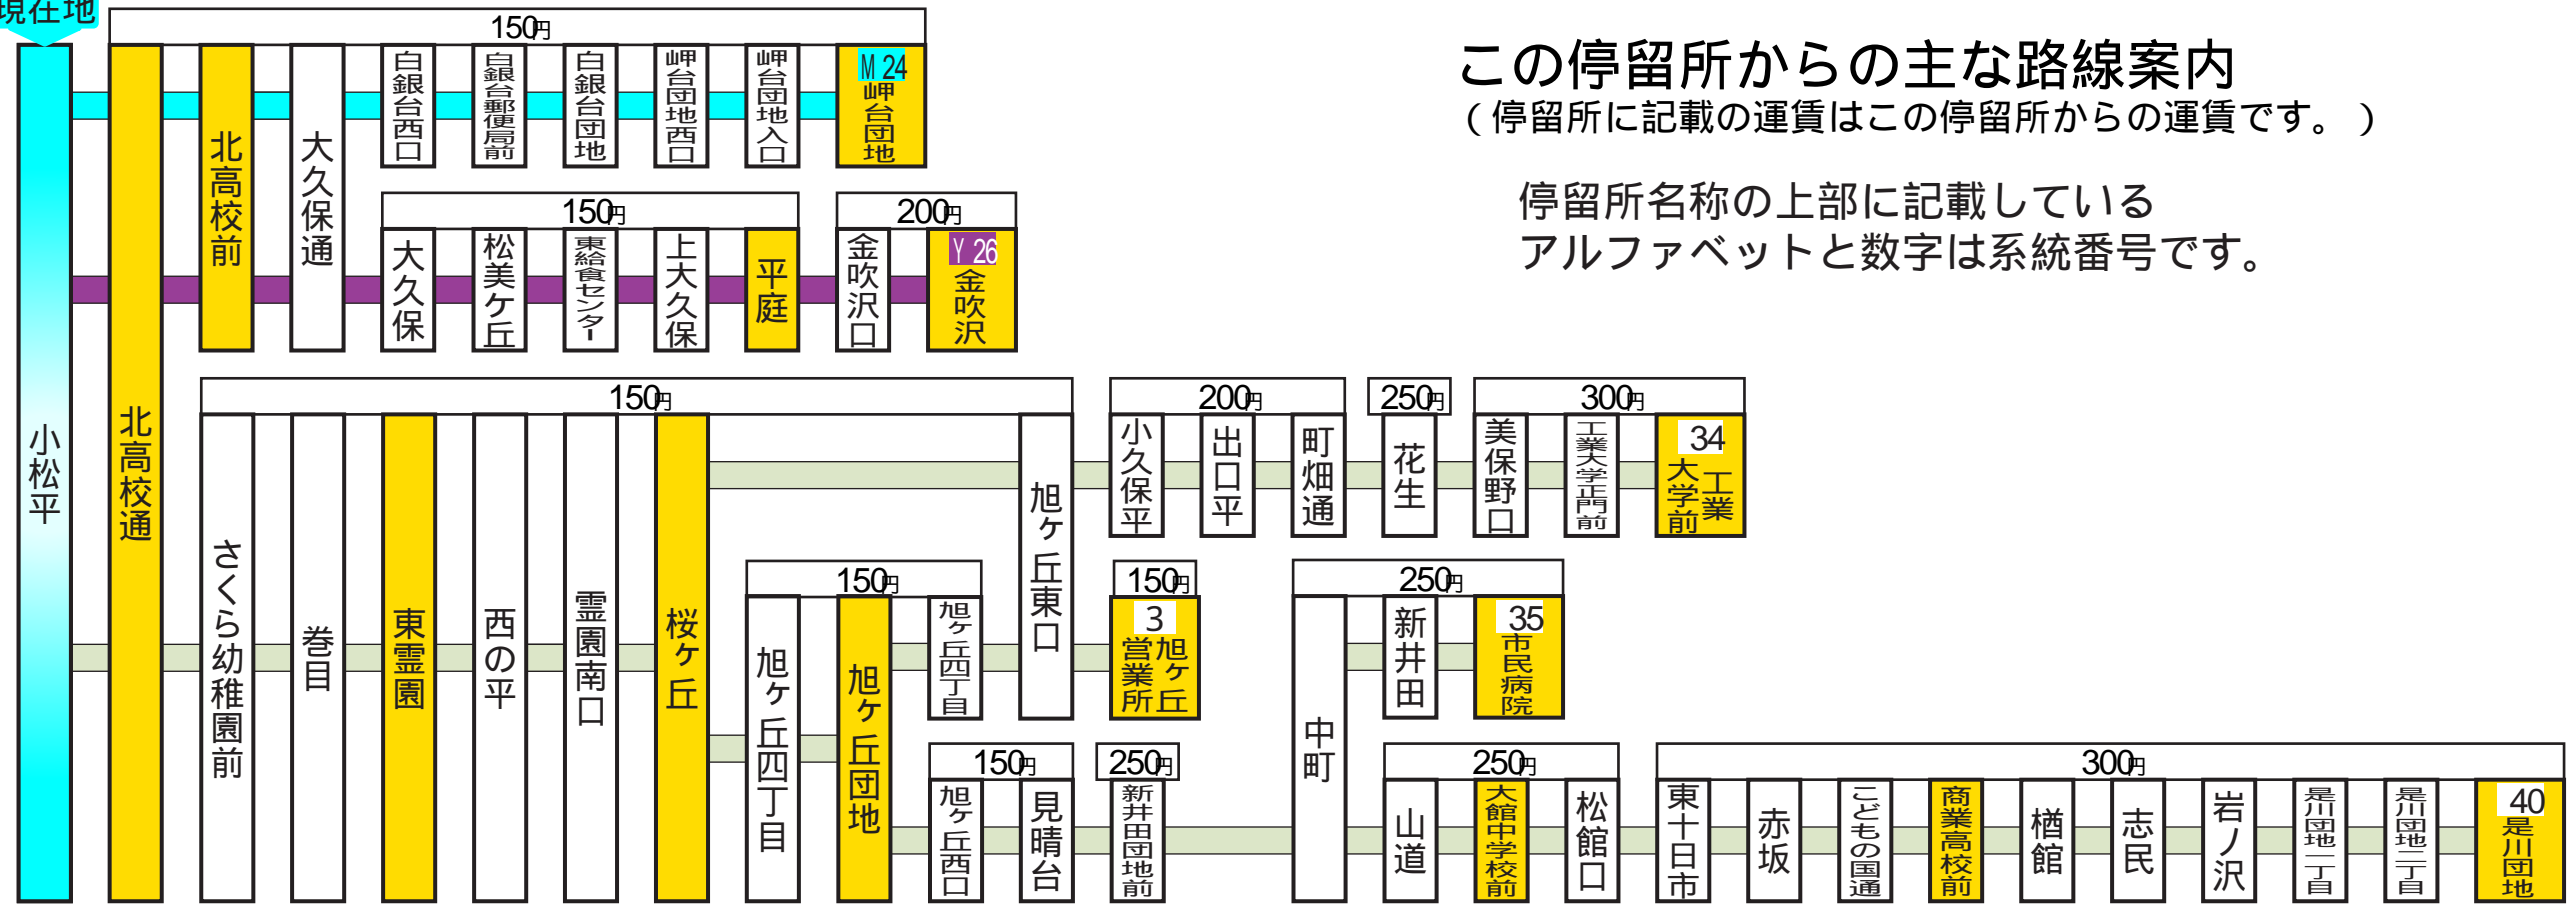 現在地
この停留所からの主な路線案内
（停留所に記載の運賃はこの停留所からの運賃です。）
停留所名称の上部に記載している
アルファベットと数字は系統番号です。
小松平
北高校通
150円
北高校前
大久保通
白銀台西口
白銀台郵便局前
白銀台団地
岬台団地西口
岬台団地入口
M 24
岬台団地
150円
大久保
松美ケ丘
東給食センター
上大久保
平庭
200円
金吹沢口
Y 26
金吹沢
150円
さくら幼稚園前
巻目
東霊園
西の平
霊園南口
桜ケ丘
旭ヶ丘東口
200円
小久保平
出口平
町畑通
250円
花生
300円
美保野口
工業大学正門前
34
工業
大学前
150円
旭ヶ丘四丁目
旭ヶ丘団地
旭ヶ丘四丁目
150円
3
旭ヶ丘
営業所
250円
中町
新井田
35
市民病院
150円
旭ヶ丘西口
見晴台
250円
新井田団地前
250円
山道
大館中学校前
松館口
300円
東十日市
赤坂
こどもの国通
商業高校前
楢館
志民
岩ノ沢
是川団地一丁目
是川団地二丁目
40
是川団地